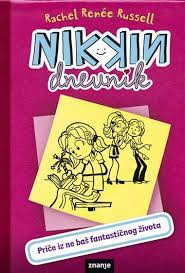 Rachel Renée Russell
NIKKIN
dnevnik
Priče iz ne baš fantastičnog života
znanje